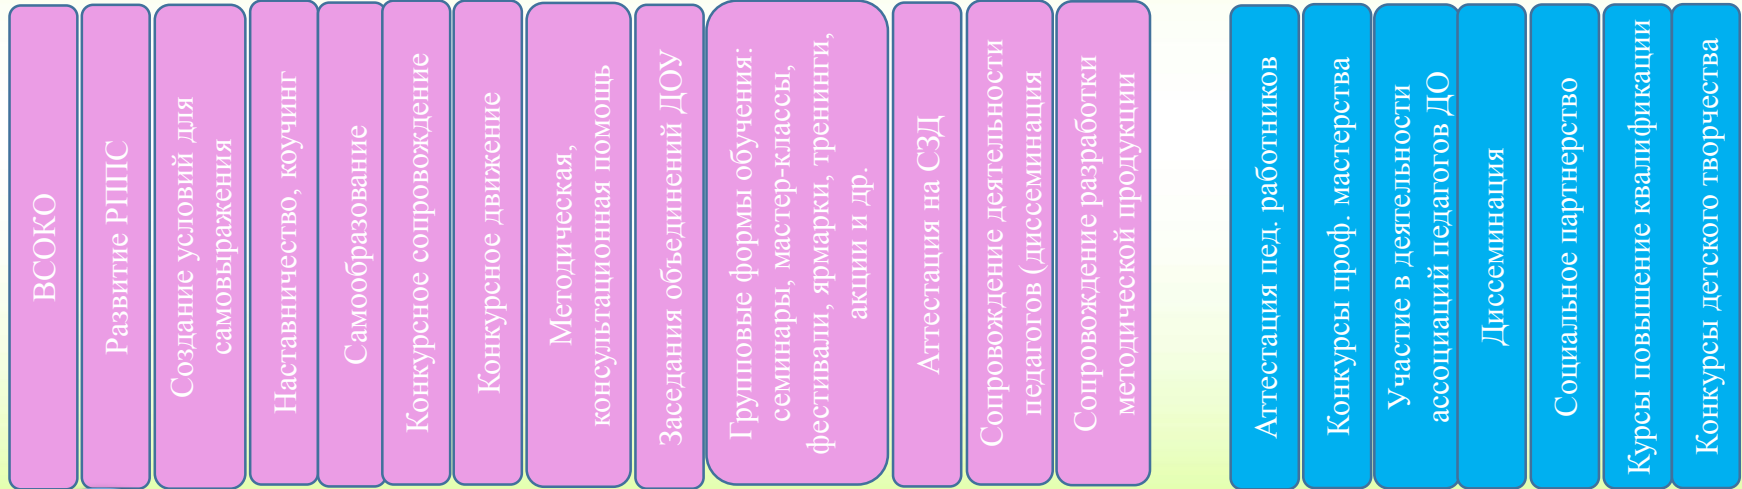 ВСОКО
Развитие РППС
Создание условий для
самовыражения
Наставничество, коучинг
Самообразование
Конкурсное сопровождение
Конкурсное движение
Методическая,
консультационная помощь
Заседания объединений ДОУ
Групповые формы обучения:
семинары, мастер-классы,
фестивали, ярмарки, тренинги,
акции и др.
Аттестация на СЗД
Сопровождение деятельности
педагогов (диссеминация
Сопровождение разработки
методической продукции
Аттестация пед. работников
Конкурсы проф. мастерства
Участие в деятельности
ассоциаций педагогов ДО
Диссеминация
Социальное партнерство
Курсы повышение квалификации
Конкурсы детского творчества